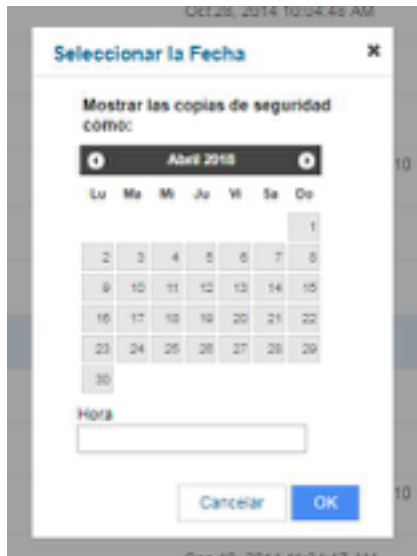 Oct 28, 2014 10:04:48 AM
Seleccionar la Fecha
Mostrar las copias de seguridad
como:
Abril 2018
Lu Ma Mi Ju Vi Sa Do
1
2 3 4 5 6 7 8
9 10 11 12 13 14 15
16 17 18 19 20 21 22
23 24 25 26 27 28 29
30
10
Hora
Cancelar OK
10